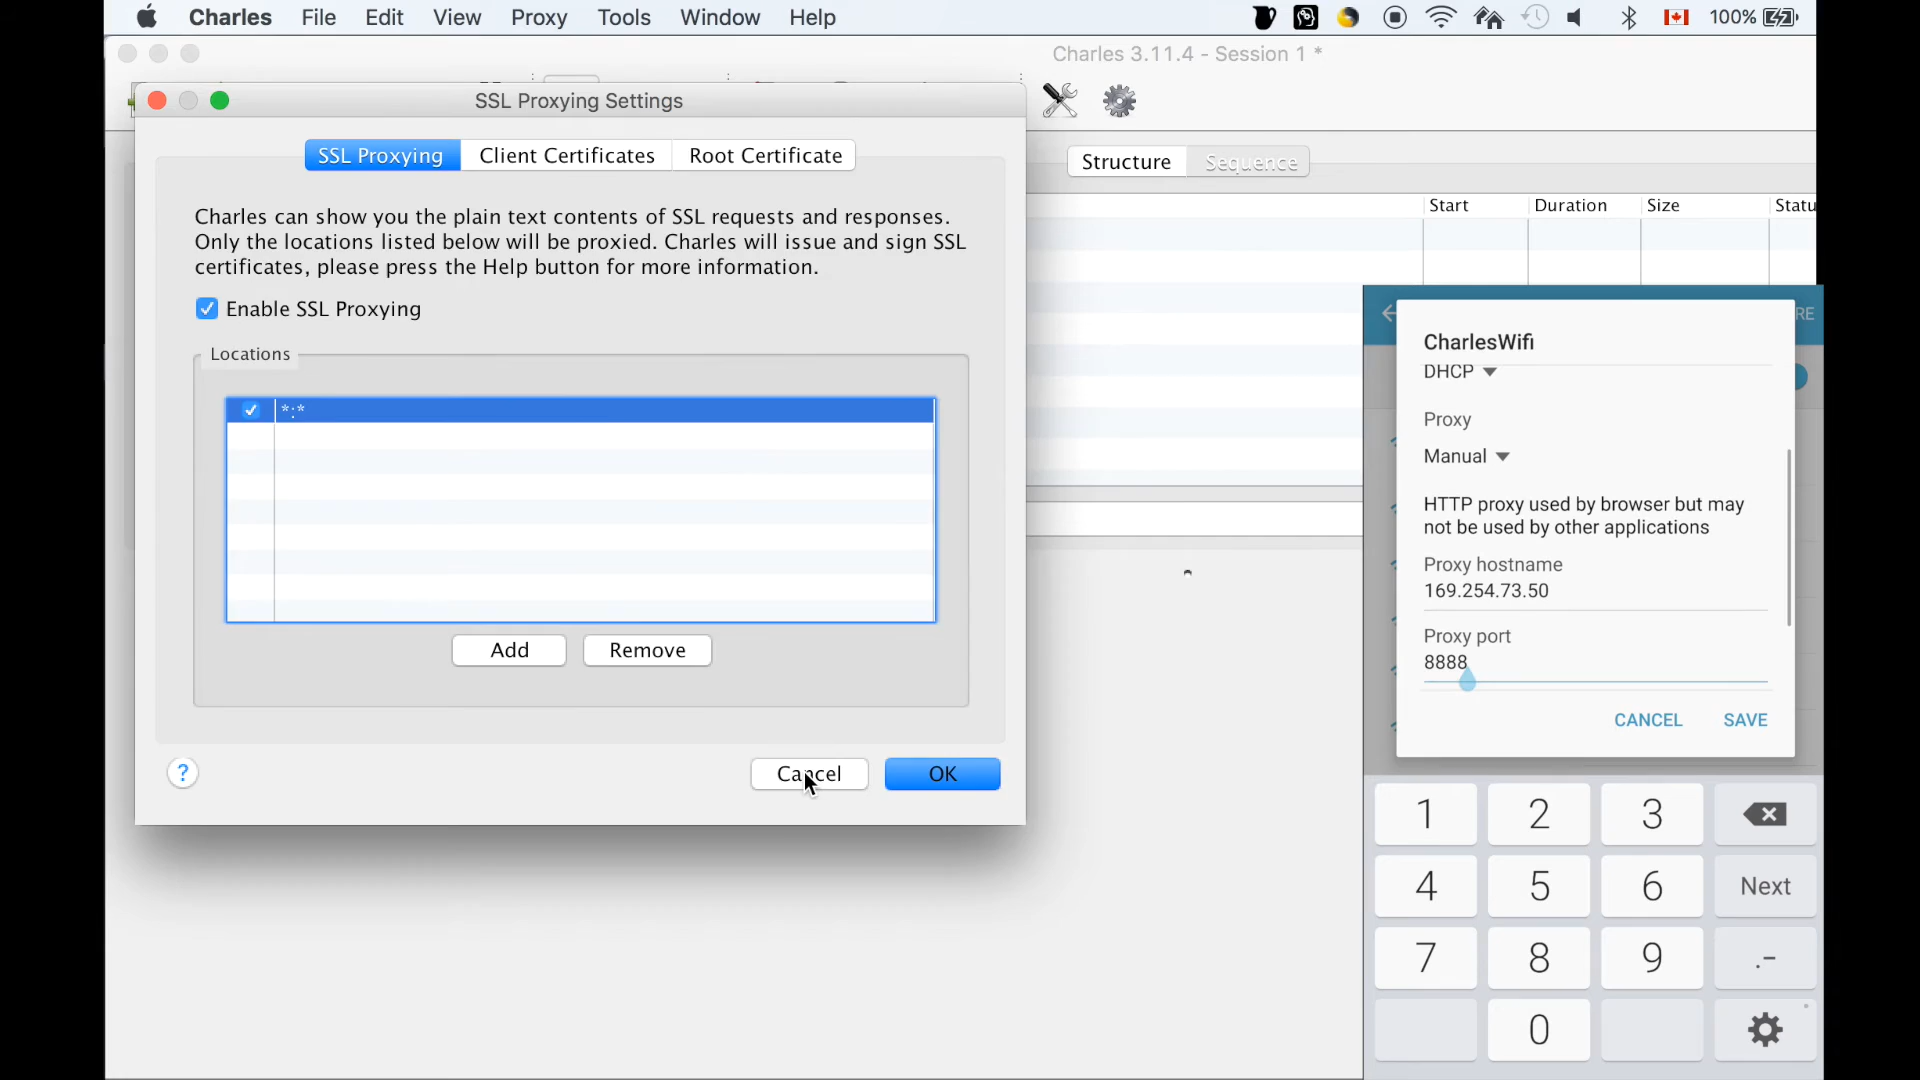 Charles File Edit View Proxy Tools Window Help 100%
Charles 3.11.4 - Session 1 *
SSL Proxying Settings
SSL Proxying Client Certificates Root Certificate
Charles can show you the plain text contents of SSL requests and responses.
Only the locations listed below will be proxied. Charles will issue and sign SSL
certificates, please press the Help button for more information.
Enable SSL Proxying
Locations
*:*
Add Remove
? Cancel OK
Structure Sequence
Start Duration Size Statu
RE
CharlesWifi
DHCP
Proxy
Manual
HTTP proxy used by browser but may
not be used by other applications
Proxy hostname
169.254.73.50
Proxy port
8888
CANCEL SAVE
1 2 3
4 5 6 Next
7 8 9 .-
0